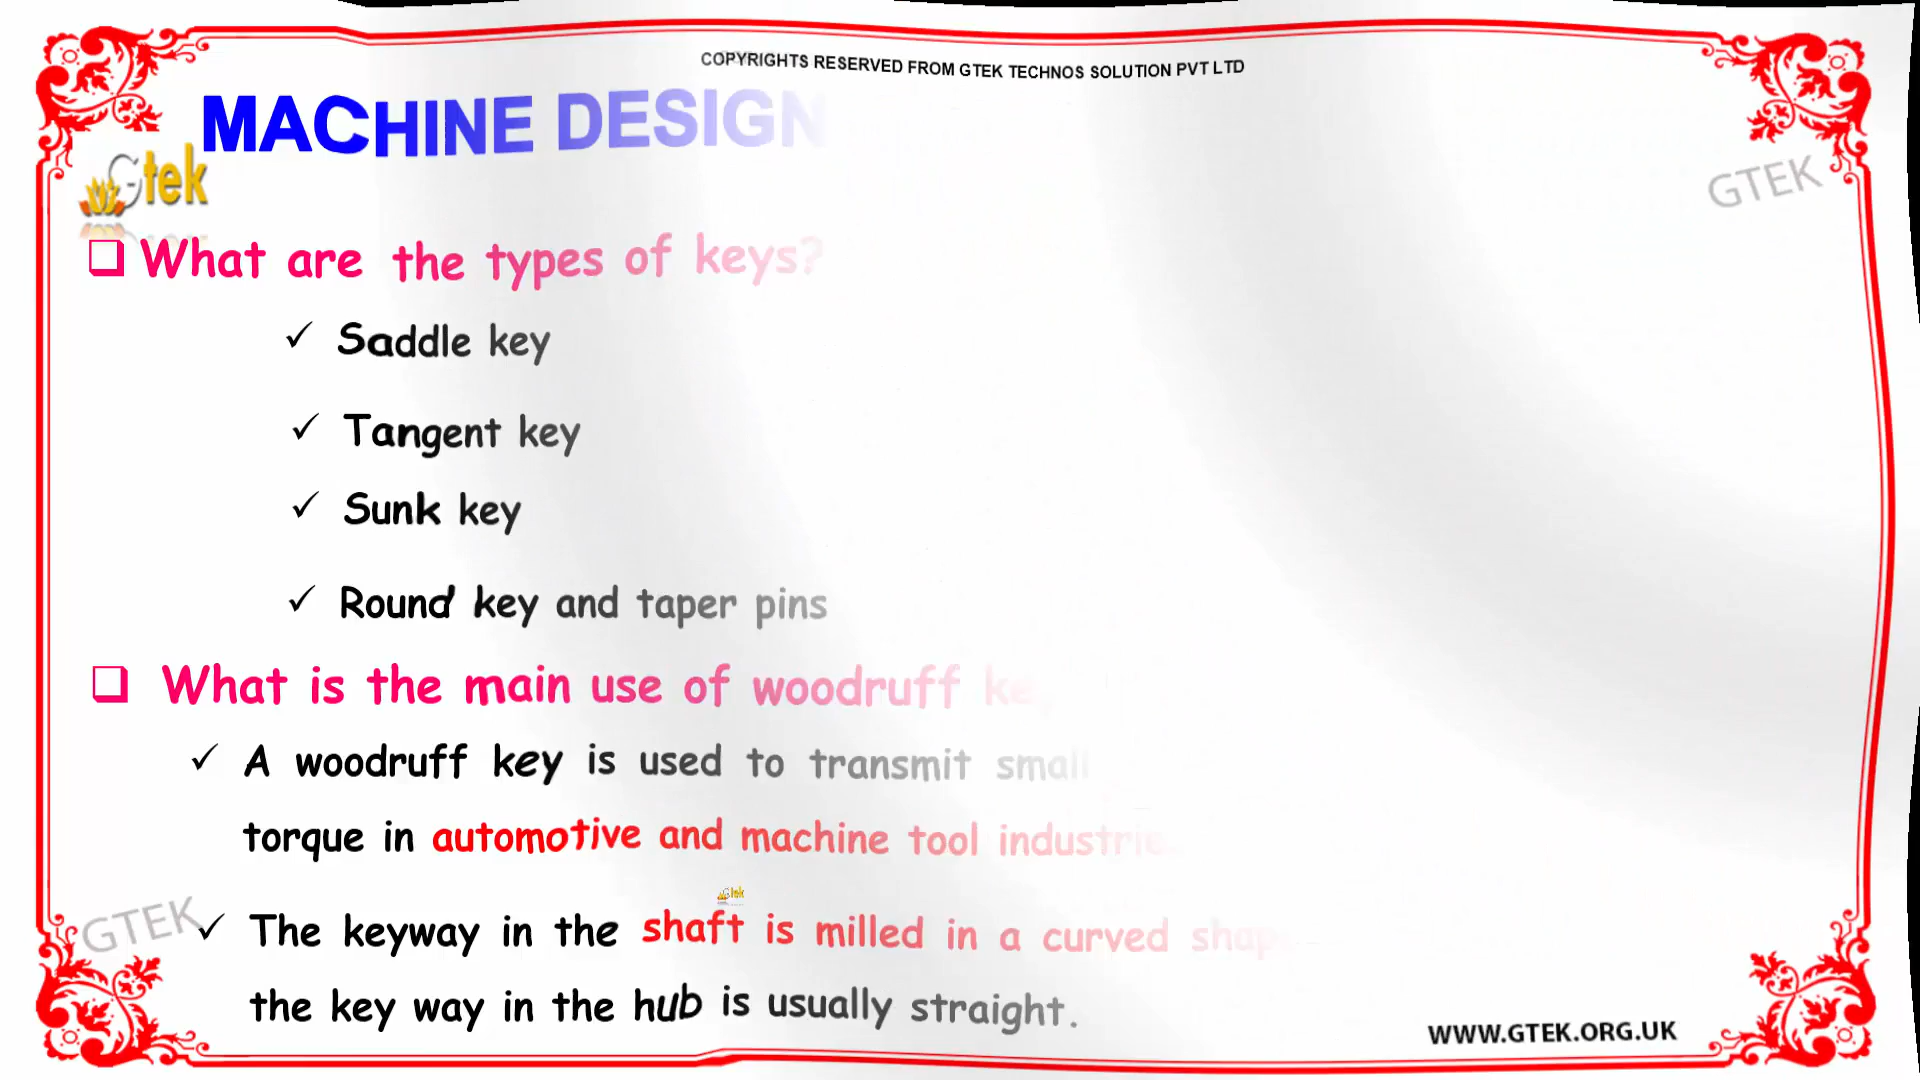 COPYRIGHTS RESERVED FROM GTEK TECHNOS SOLUTION PVT LTD
MACHINE DESIGN
Gtek
GTEK
What are the types of keys?
Saddle key
Tangent key
Sunk key
Round key and taper pins
What is the main use of woodruff
A woodruff key is used to transmit small
torque in automotive and machine tool
GTEK
tek
The keyway in the shaft is milled in a curved
the key way in the hub is usually straight.
WWW.GTEK.ORG.UK